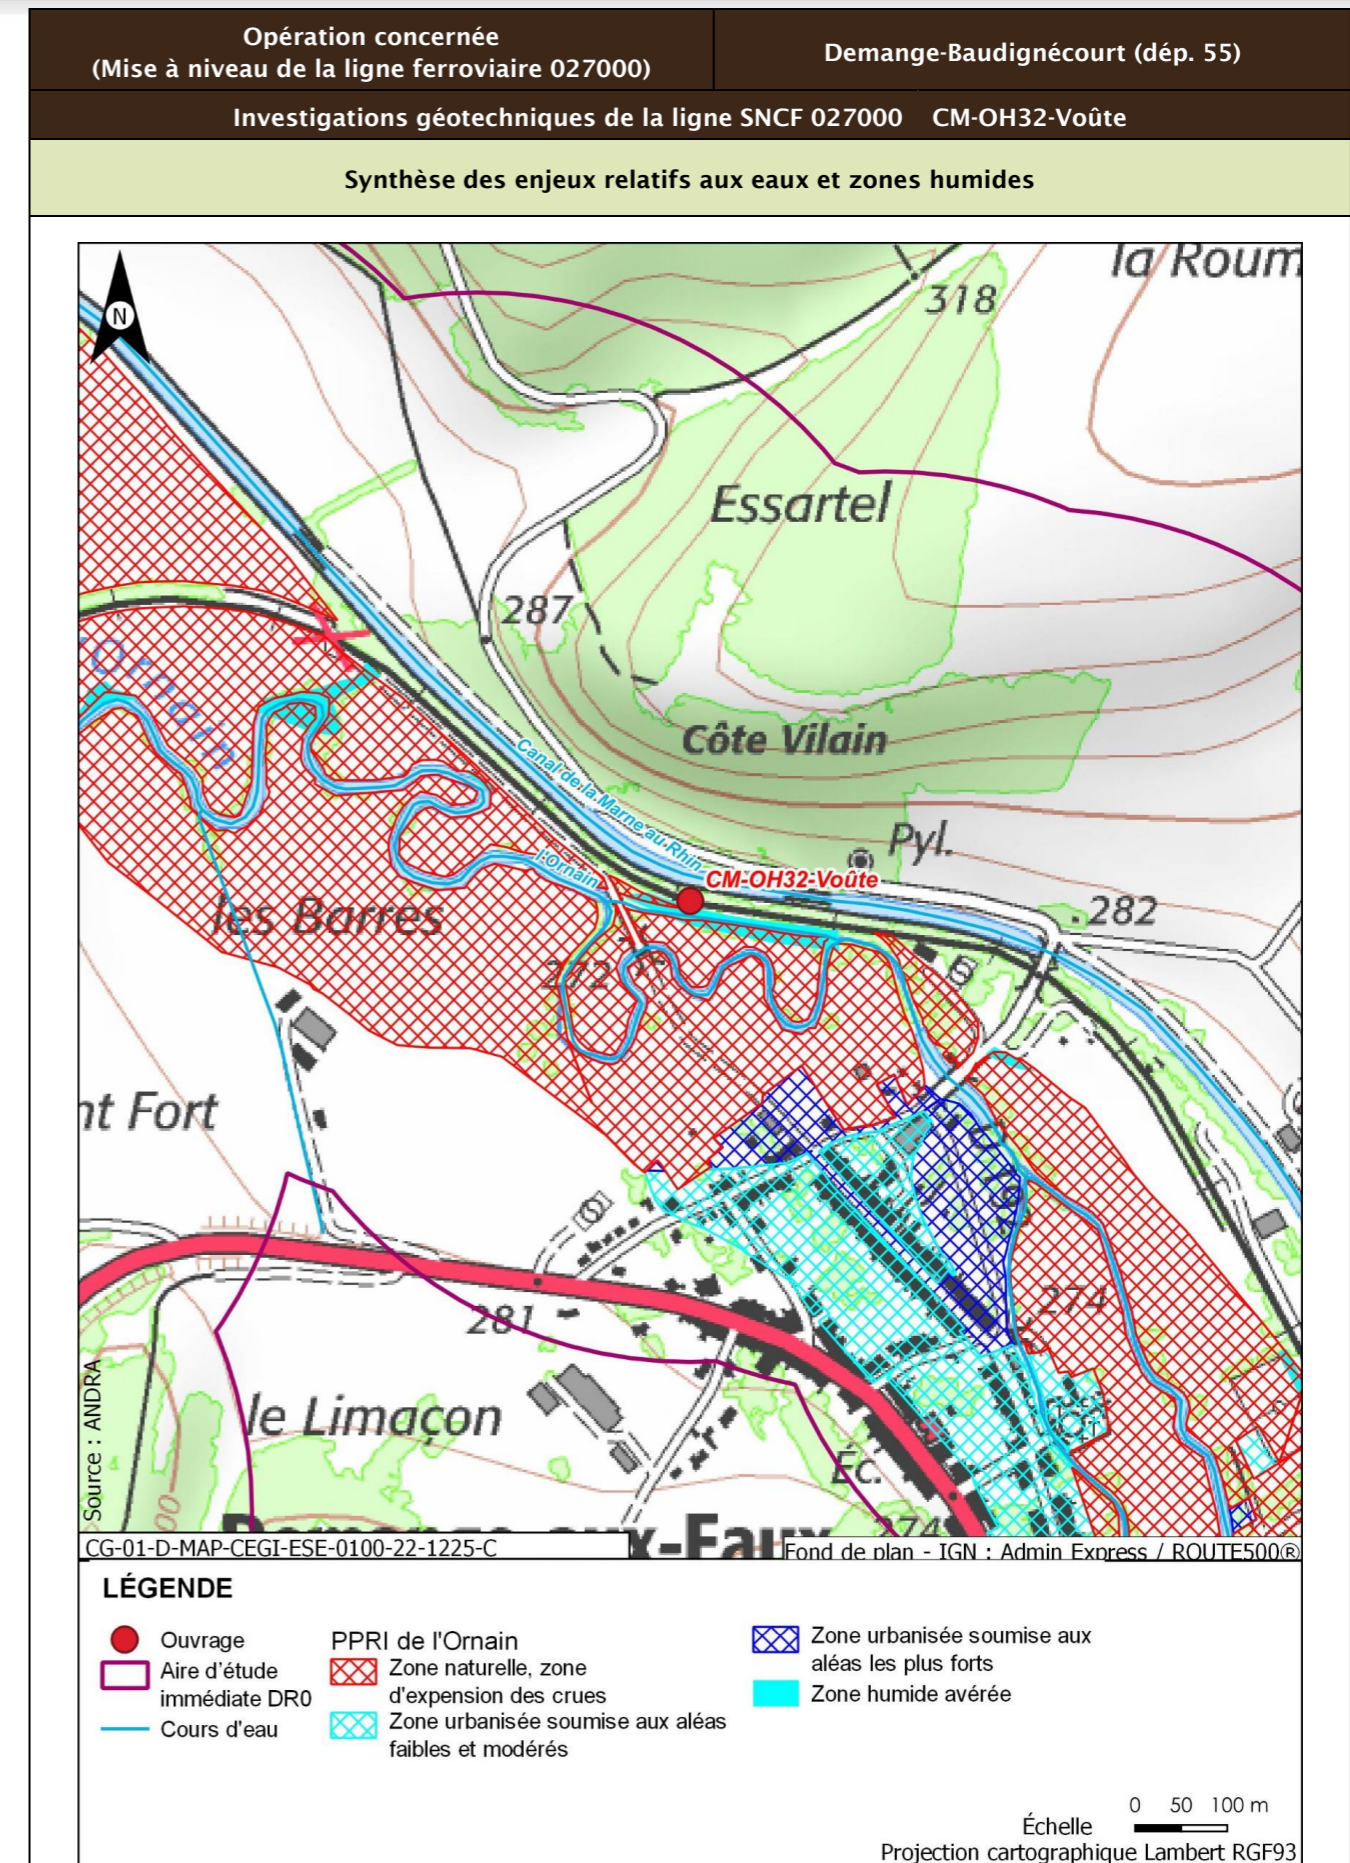 Opération concernée
(Mise à niveau de la ligne ferroviaire 027000)
Demange-Baudignécourt (dép. 55)
Investigations géotechniques de la ligne SNCF 027000 CM-OH32-Voûte
Synthèse des enjeux relatifs aux eaux et zones humides
N
la Roum
318
Essartel
287
l'Ornain
Côte Vilain
Canal de la Marne au Rhin
Pyl.
CM-OH32-Voûte
l'Ornain
282
les Barres
272
nt Fort
274
281
le Limaçon
Éc.
274
Source : ANDRA
Demange-aux-Eaux
CG-01-D-MAP-CEGI-ESE-0100-22-1225-C
Fond de plan - IGN : Admin Express / ROUTE500®
LÉGENDE
Ouvrage
Aire d'étude
immédiate DR0
Cours d'eau
PPRI de l'Ornain
Zone naturelle, zone
d'expension des crues
Zone urbanisée soumise aux aléas
faibles et modérés
Zone urbanisée soumise aux
aléas les plus forts
Zone humide avérée
0 50 100 m
Échelle
Projection cartographique Lambert RGF93